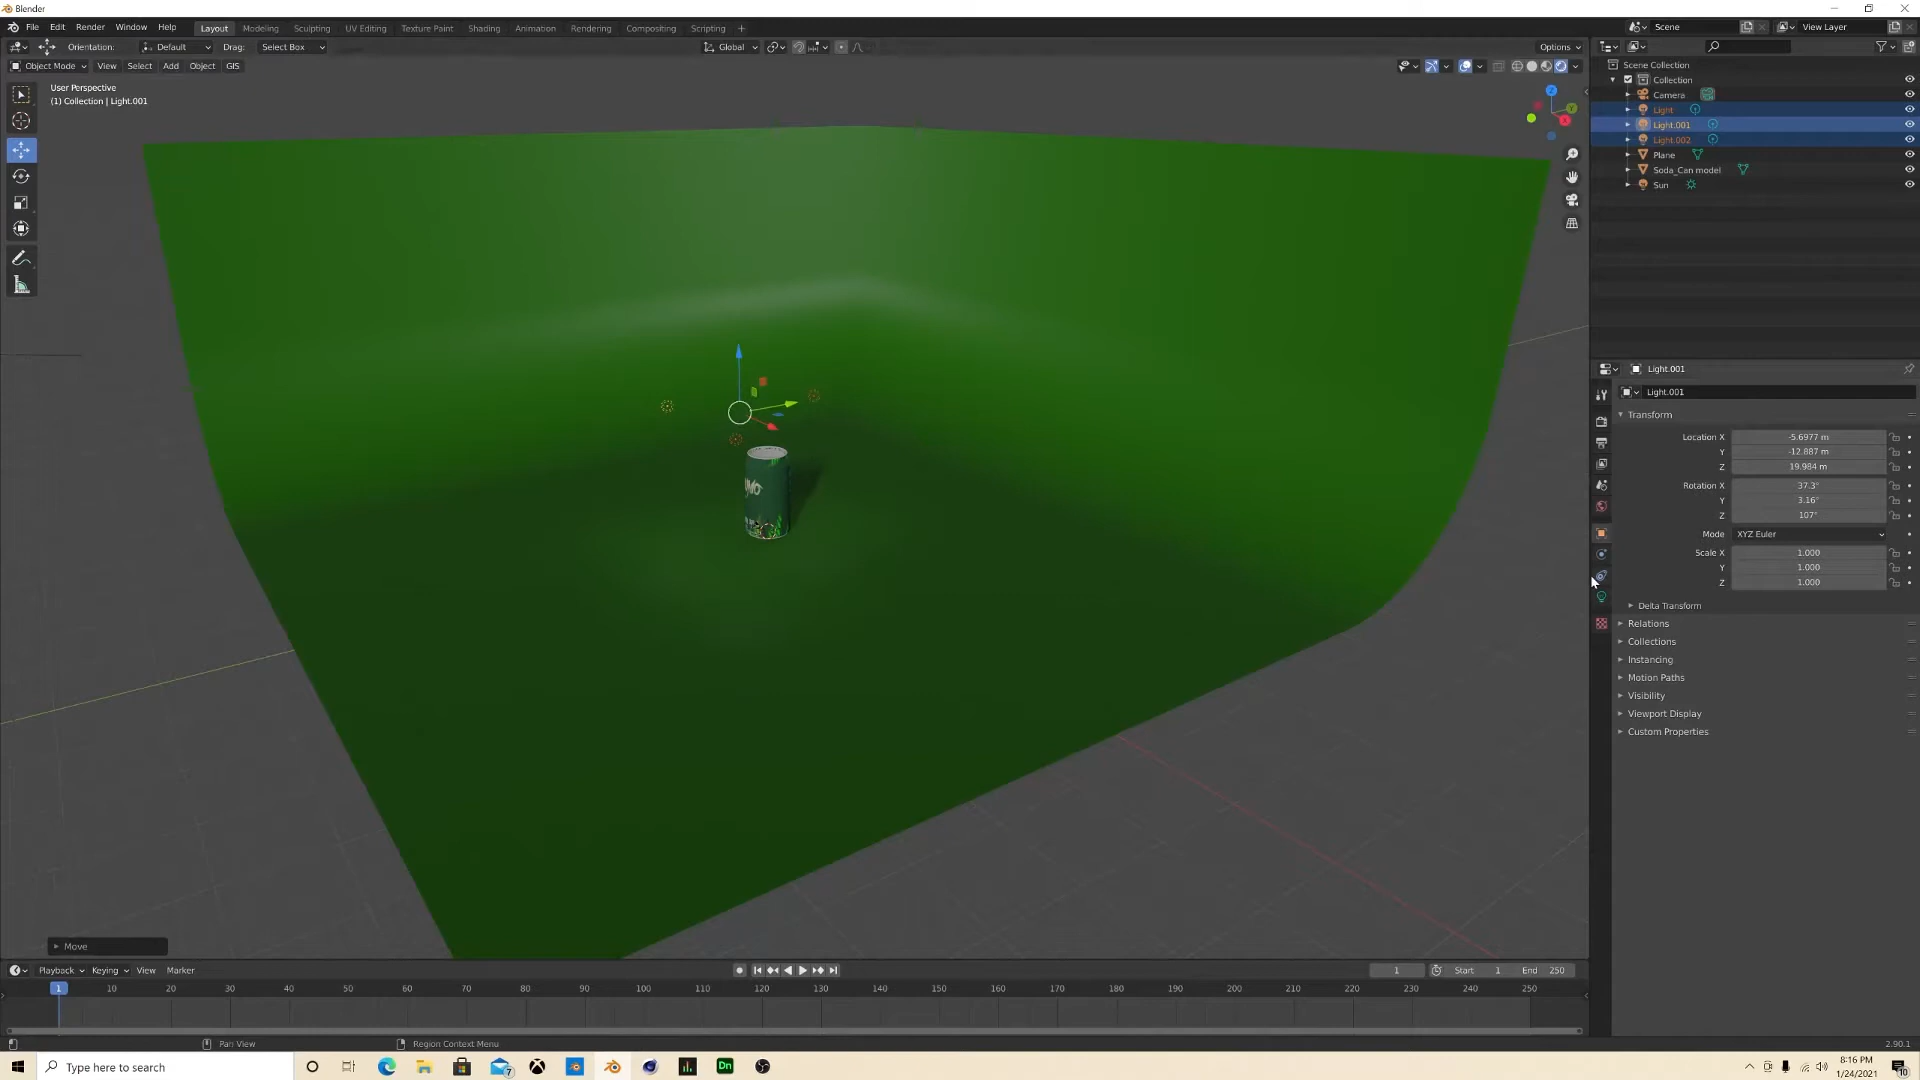 Blender
File Edit Render Window Help Layout Modeling Sculpting UV Editing Texture Paint Shading Animation Rendering Compositing Scripting + Scene View Layer
Orientation: Default Drag: Select Box Global Options
Object Mode View Select Add Object GIS
User Perspective
(1) Collection | Light.001
Scene Collection
Collection
Camera
Light
Light.001
Light.002
Plane
Soda_Can model
Sun
Light.001
Light.001
Transform
Location X -5.6977 m
Y -12.887 m
Z 19.984 m
Rotation X 37.3°
Y 3.16°
Z 107°
Mode XYZ Euler
Scale X 1.000
Y 1.000
Z 1.000
Delta Transform
Relations
Collections
Instancing
Motion Paths
Visibility
Viewport Display
Custom Properties
Move
Playback Keying View Marker 1 Start 1 End 250
1 10 20 30 40 50 60 70 80 90 100 110 120 130 140 150 160 170 180 190 200 210 220 230 240 250
Pan View Region Context Menu 2.90.1
Type here to search 7 Dn 8:16 PM
1/24/2021 10